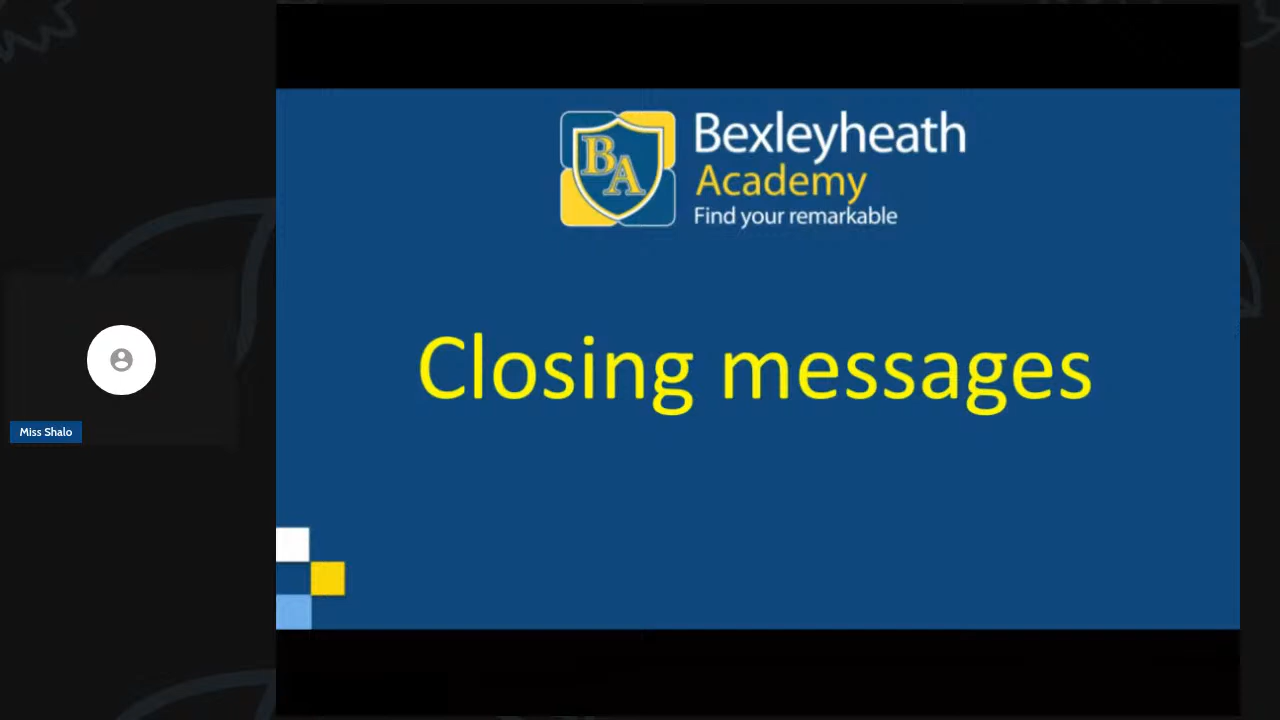 Bexleyheath
Academy
Find your remarkable
BA
Closing messages
Miss Shalo